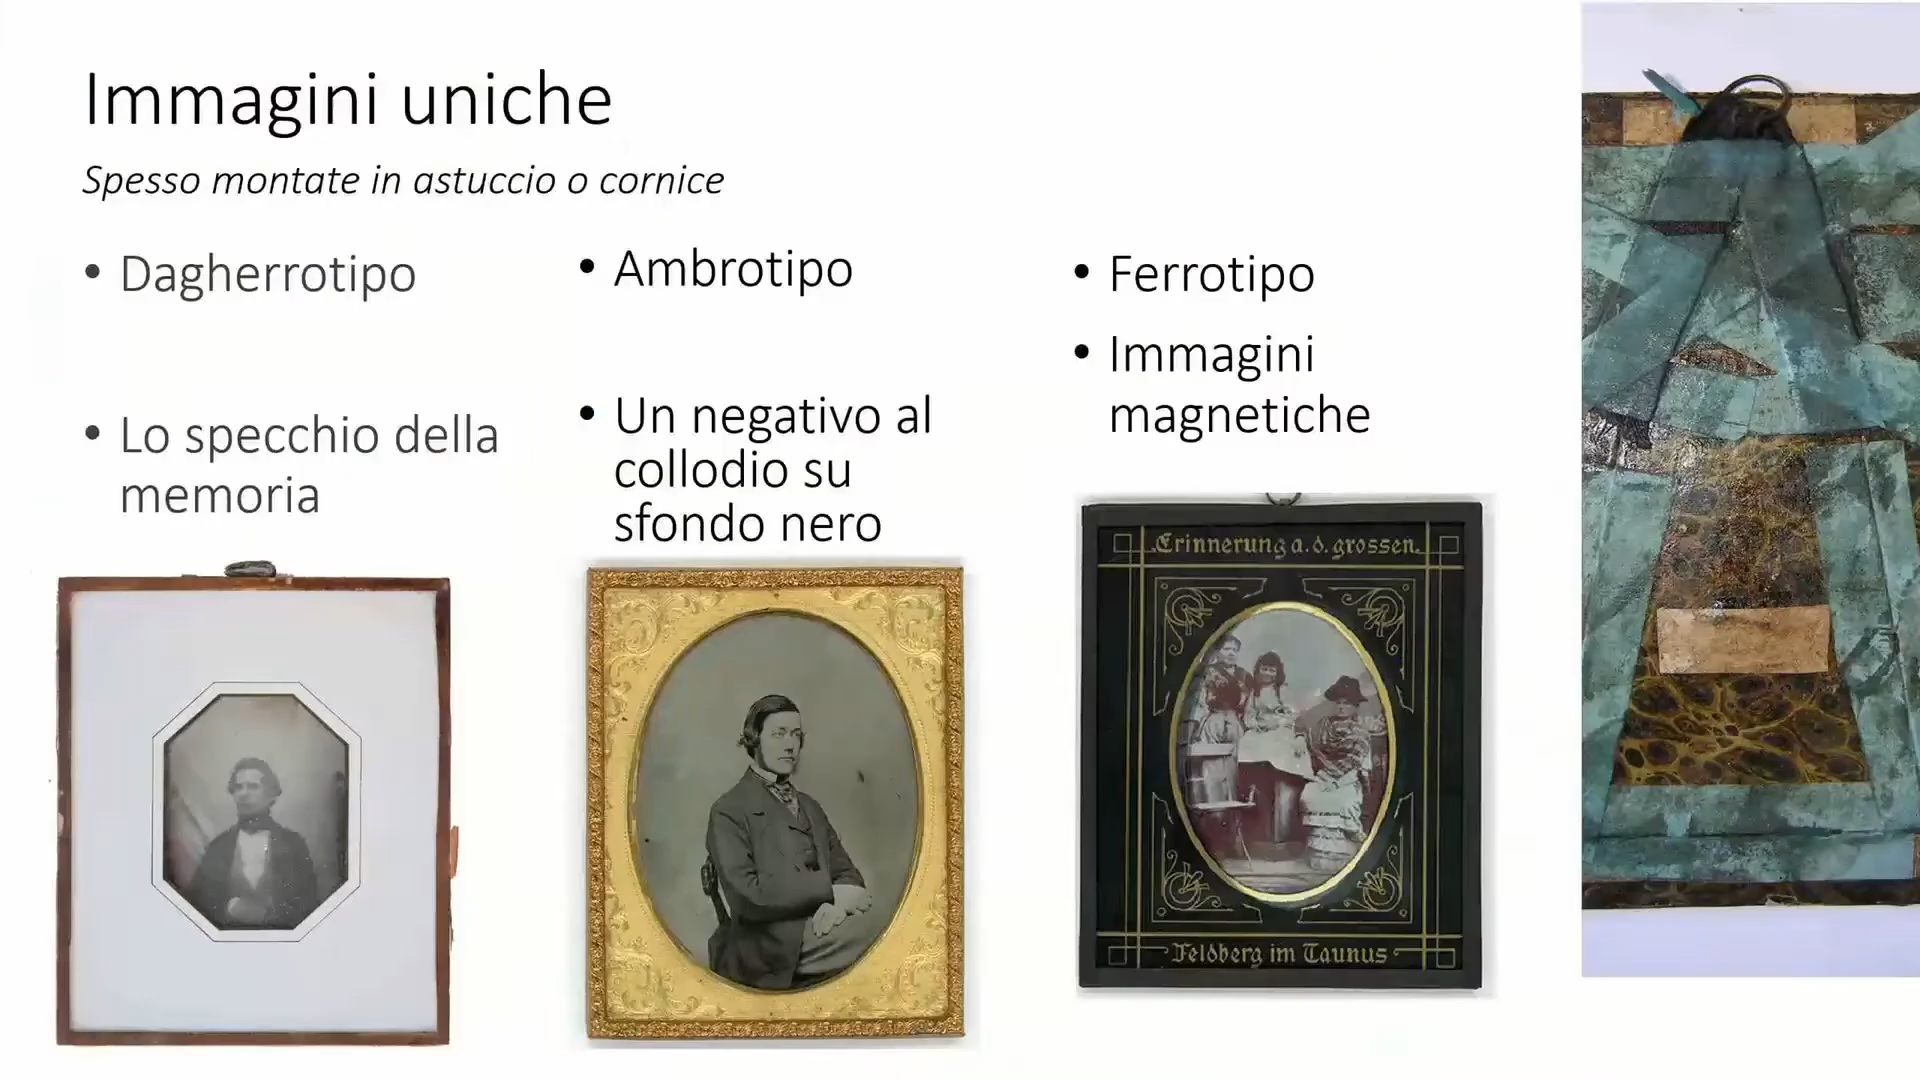 Immagini uniche
Spesso montate in astuccio o cornice
• Dagherrotipo
• Lo specchio della
memoria
• Ambrotipo
• Un negativo al
collodio su
sfondo nero
• Ferrotipo
• Immagini
magnetiche
Erinnerung a. d. grossen.
Feldberg im Taunus